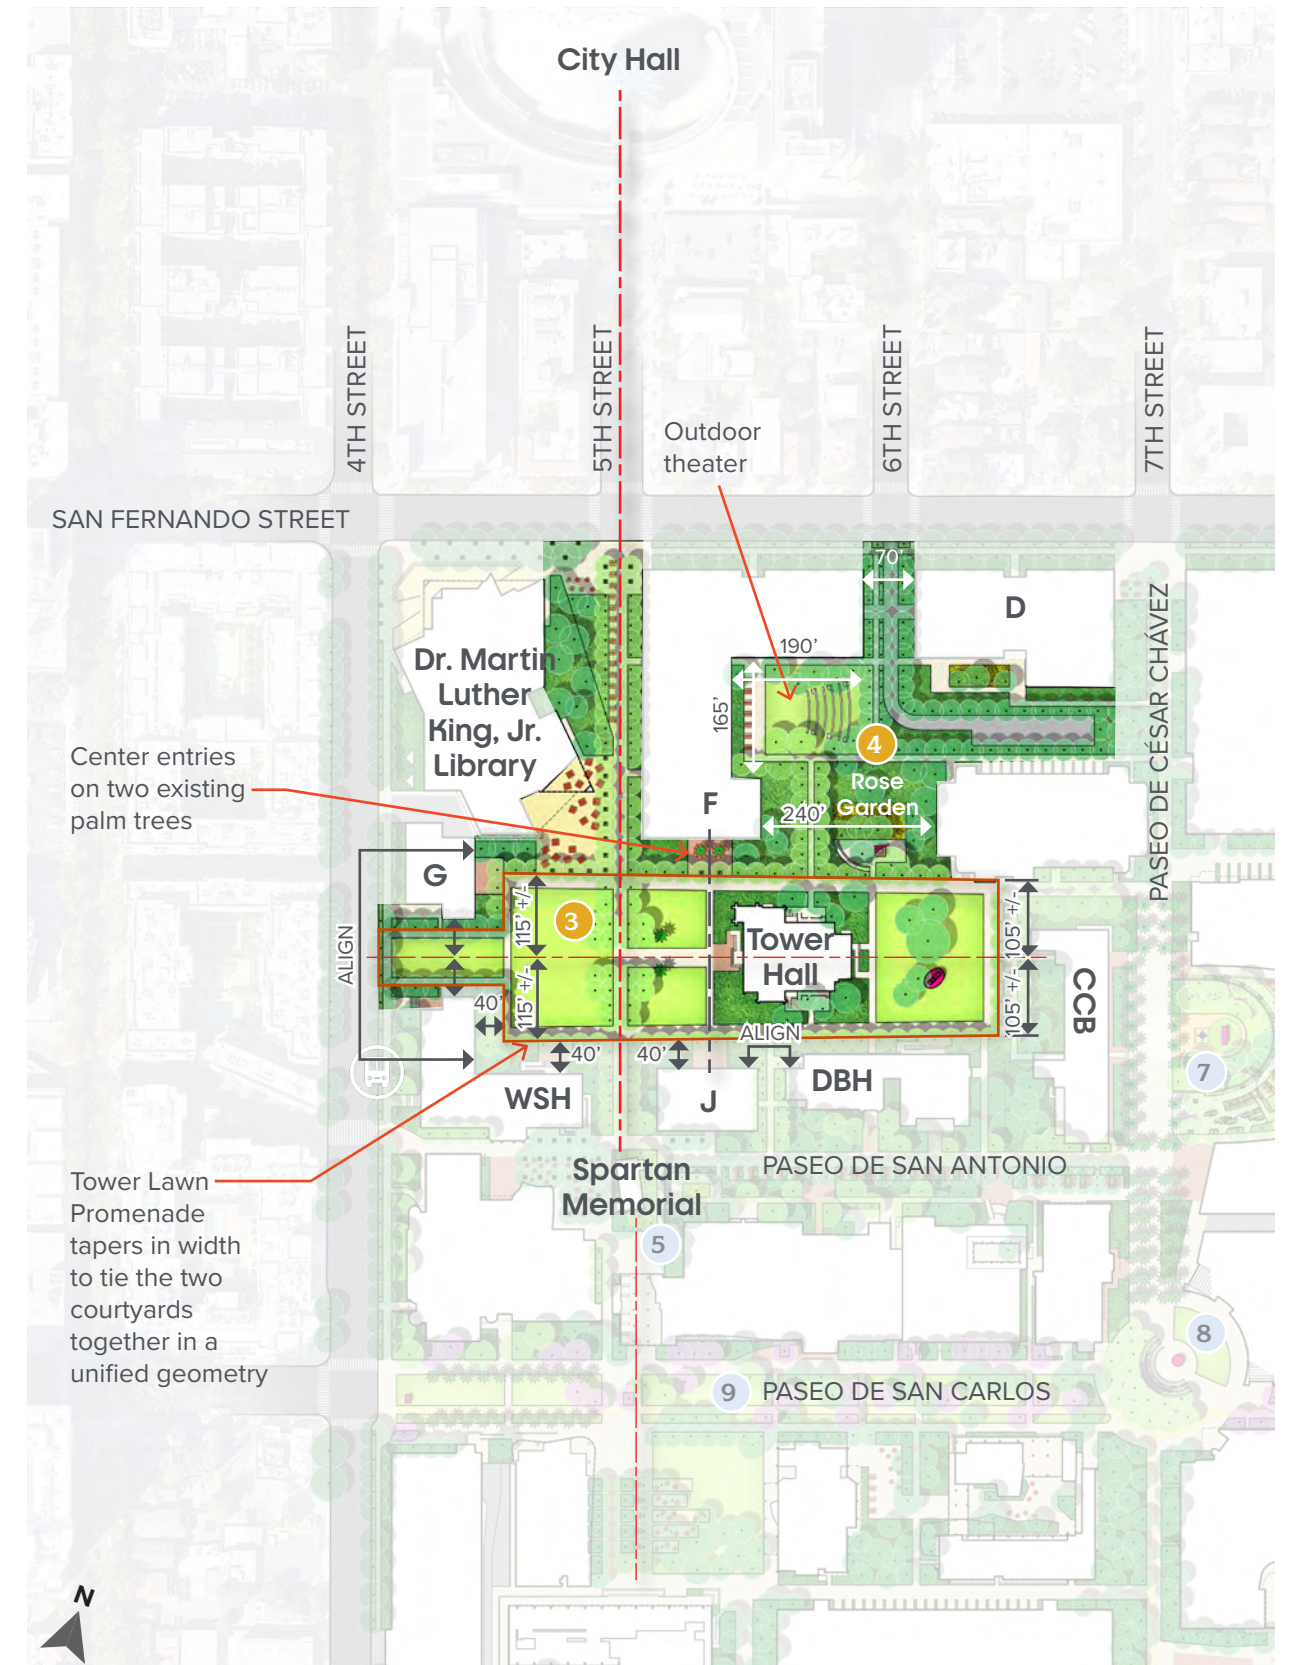 City Hall
4TH STREET
5TH STREET
6TH STREET
7TH STREET
Outdoor
theater
SAN FERNANDO STREET
70'
D
PASEO DE CÉSAR CHÁVEZ
190'
165'
Dr. Martin
Luther
King, Jr.
Library
4
Rose
Garden
240'
F
Center entries
on two existing
palm trees
G
ALIGN
3
115' +/-
115' +/-
Tower
Hall
105' +/-
105' +/-
CCB
40'
40'
40'
ALIGN
WSH
J
DBH
7
Tower Lawn
Promenade
tapers in width
to tie the two
courtyards
together in a
unified geometry
Spartan
Memorial
PASEO DE SAN ANTONIO
5
8
9
PASEO DE SAN CARLOS
N